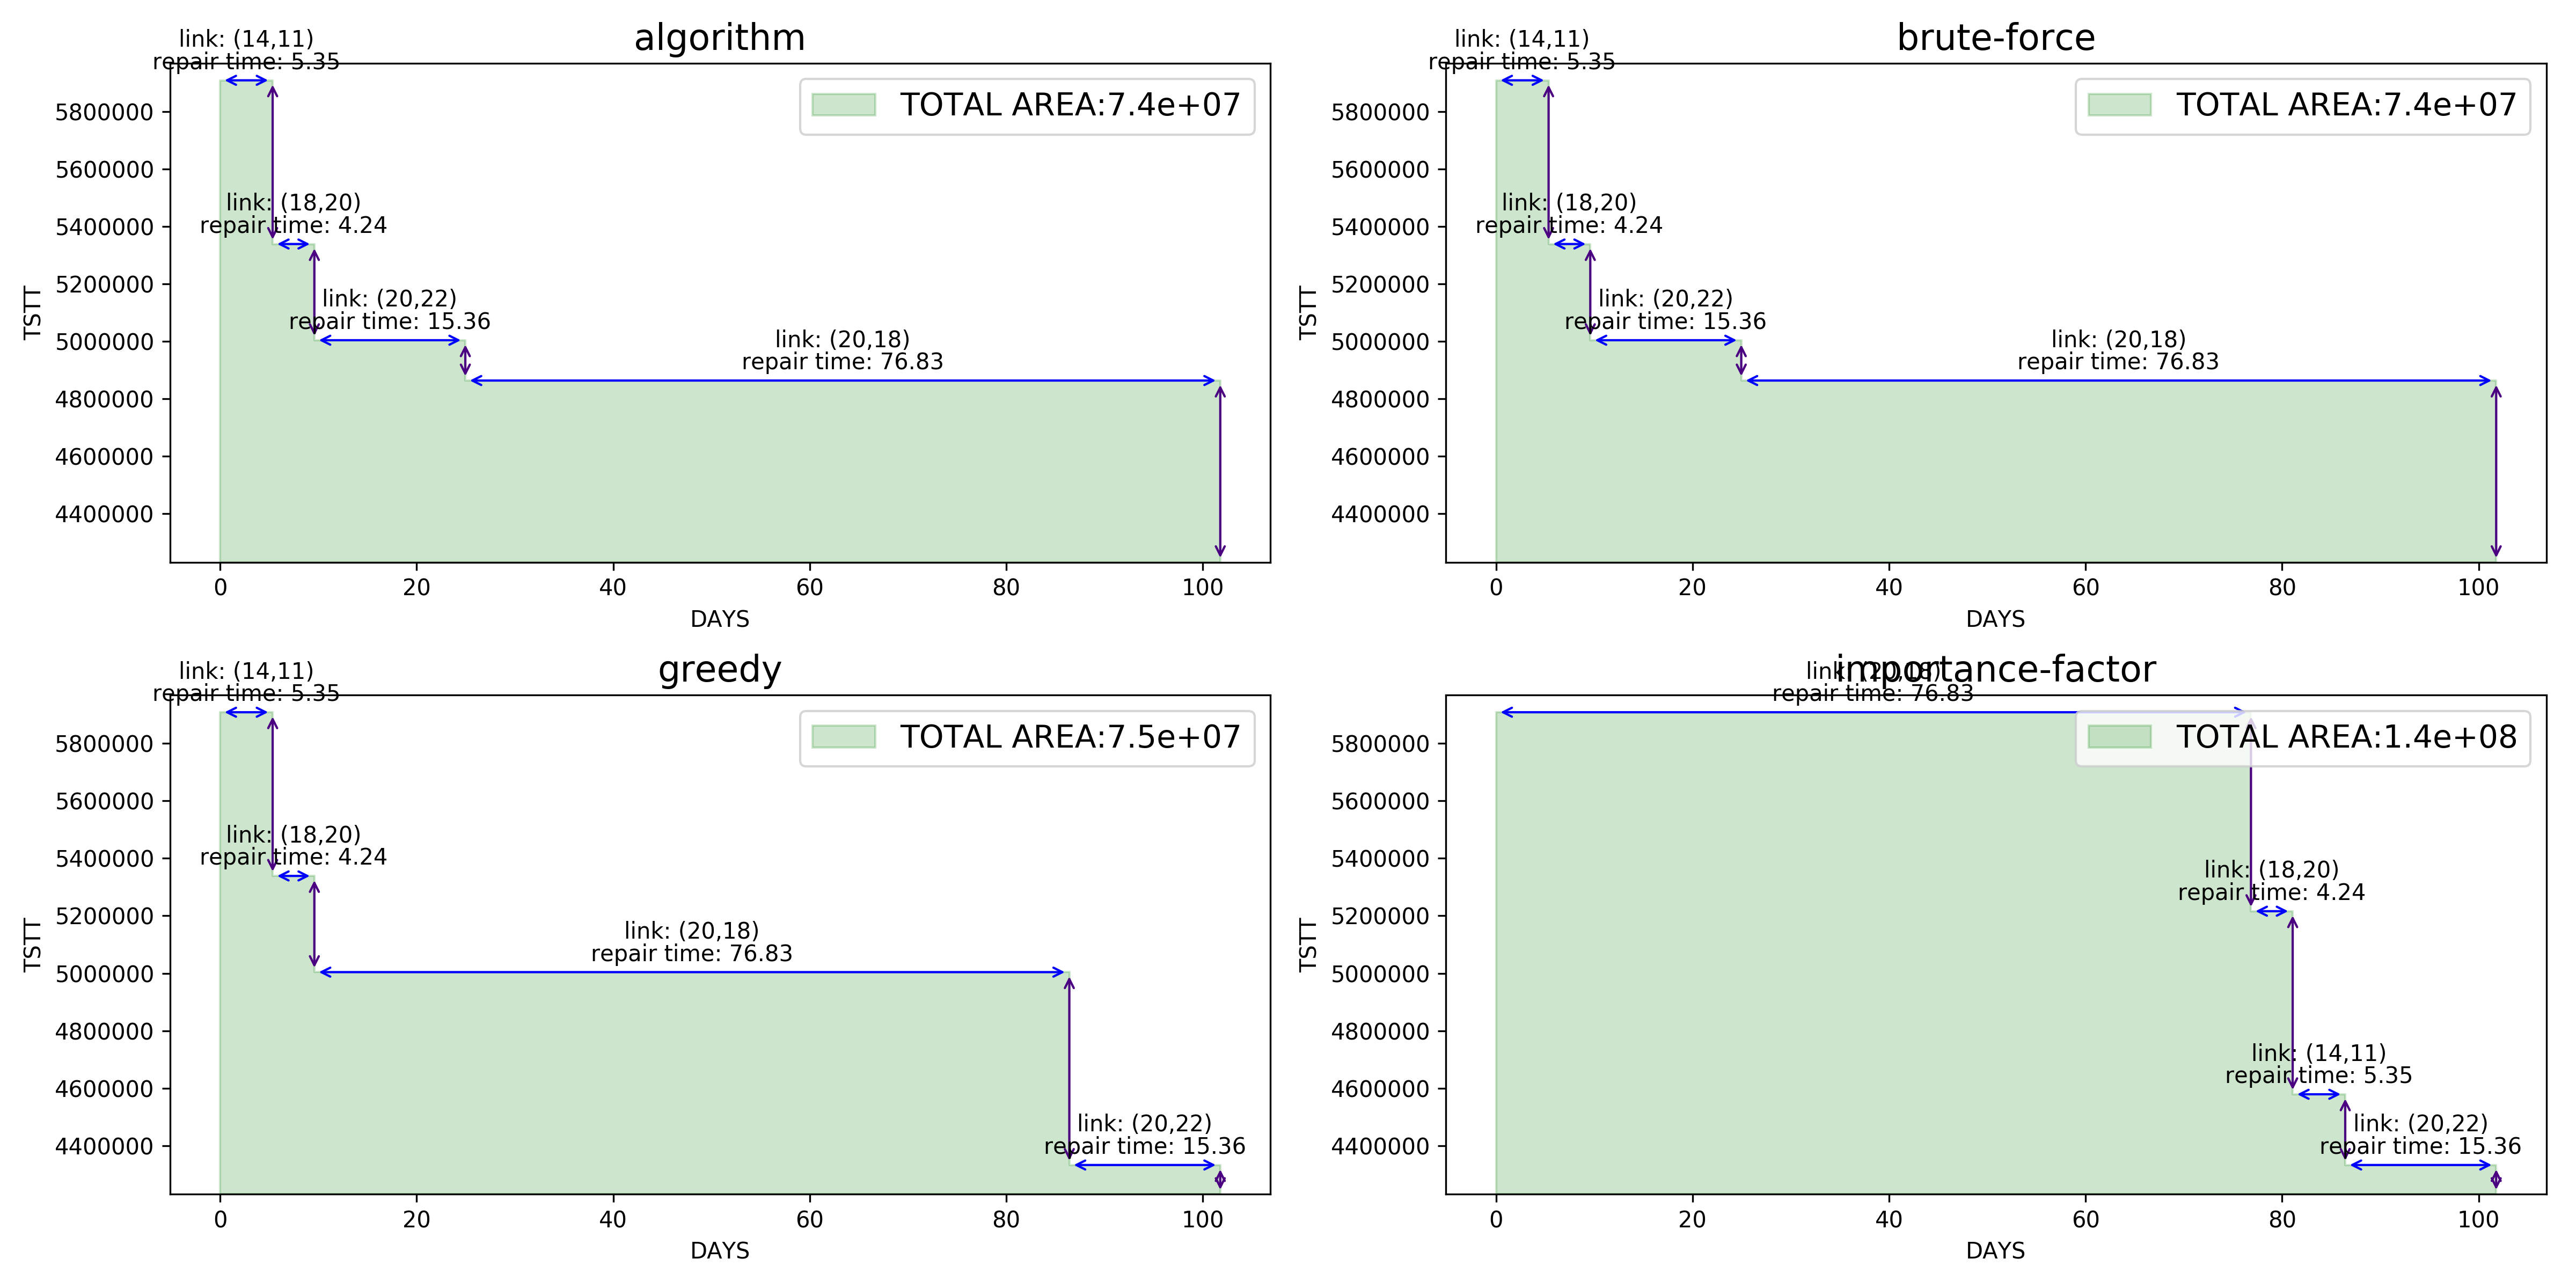 algorithm
link: (14,11)
repair time: 5.35
TOTAL AREA:7.4e+07
link: (18,20)
repair time: 4.24
link: (20,22)
repair time: 15.36
link: (20,18)
repair time: 76.83
5800000
5600000
5400000
5200000
5000000
4800000
4600000
4400000
TSTT
0 20 40 60 80 100
DAYS
brute-force
link: (14,11)
repair time: 5.35
TOTAL AREA:7.4e+07
link: (18,20)
repair time: 4.24
link: (20,22)
repair time: 15.36
link: (20,18)
repair time: 76.83
5800000
5600000
5400000
5200000
5000000
4800000
4600000
4400000
TSTT
0 20 40 60 80 100
DAYS
greedy
link: (14,11)
repair time: 5.35
TOTAL AREA:7.5e+07
link: (18,20)
repair time: 4.24
link: (20,18)
repair time: 76.83
link: (20,22)
repair time: 15.36
5800000
5600000
5400000
5200000
5000000
4800000
4600000
4400000
TSTT
0 20 40 60 80 100
DAYS
importance-factor
link: (20,18)
repair time: 76.83
TOTAL AREA:1.4e+08
link: (18,20)
repair time: 4.24
link: (14,11)
repair time: 5.35
link: (20,22)
repair time: 15.36
5800000
5600000
5400000
5200000
5000000
4800000
4600000
4400000
TSTT
0 20 40 60 80 100
DAYS